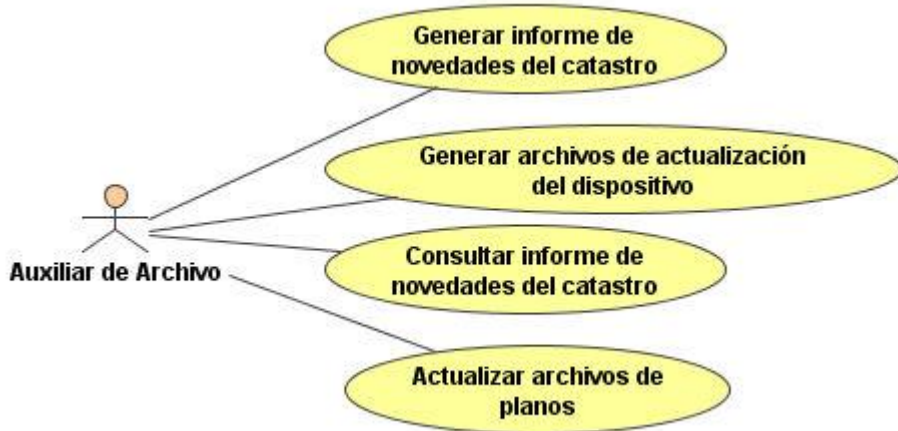 Generar informe de
novedades del catastro
Generar archivos de actualización
del dispositivo
Auxiliar de Archivo
Consultar informe de
novedades del catastro
Actualizar archivos de
planos